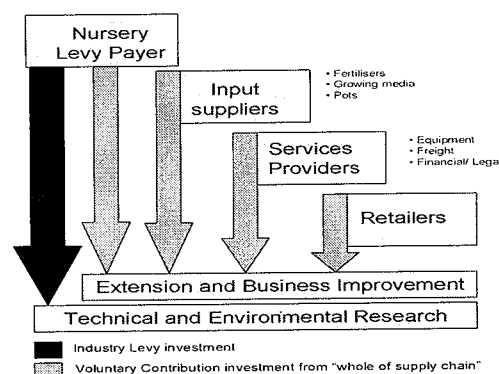 Nursery
Levy Payer
Input
suppliers
• Fertilisers
• Growing media
• Pots
Services
Providers
• Equipment
• Freight
• Financial/ Lega
Retailers
Extension and Business Improvement
Technical and Environmental Research
Industry Levy investment
Voluntary Contribution investment from "whole of supply chain"